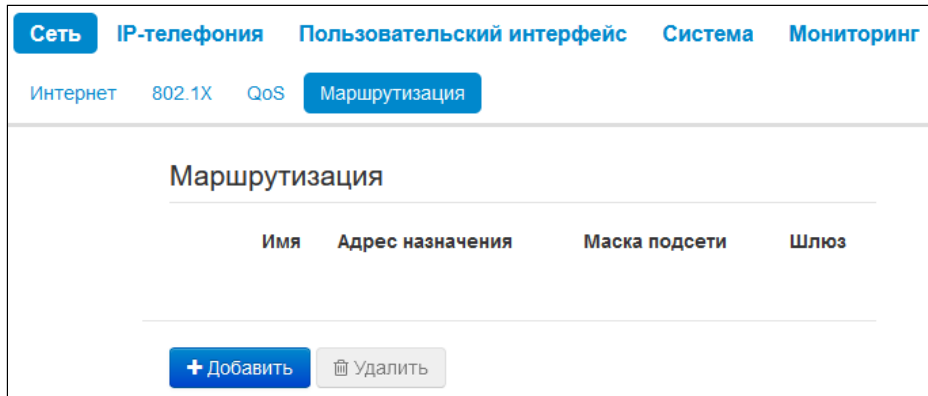 Сеть IP-телефония Пользовательский интерфейс Система Мониторинг
Интернет 802.1X QoS Маршрутизация
Маршрутизация
Имя Адрес назначения Маска подсети Шлюз
+ Добавить Удалить